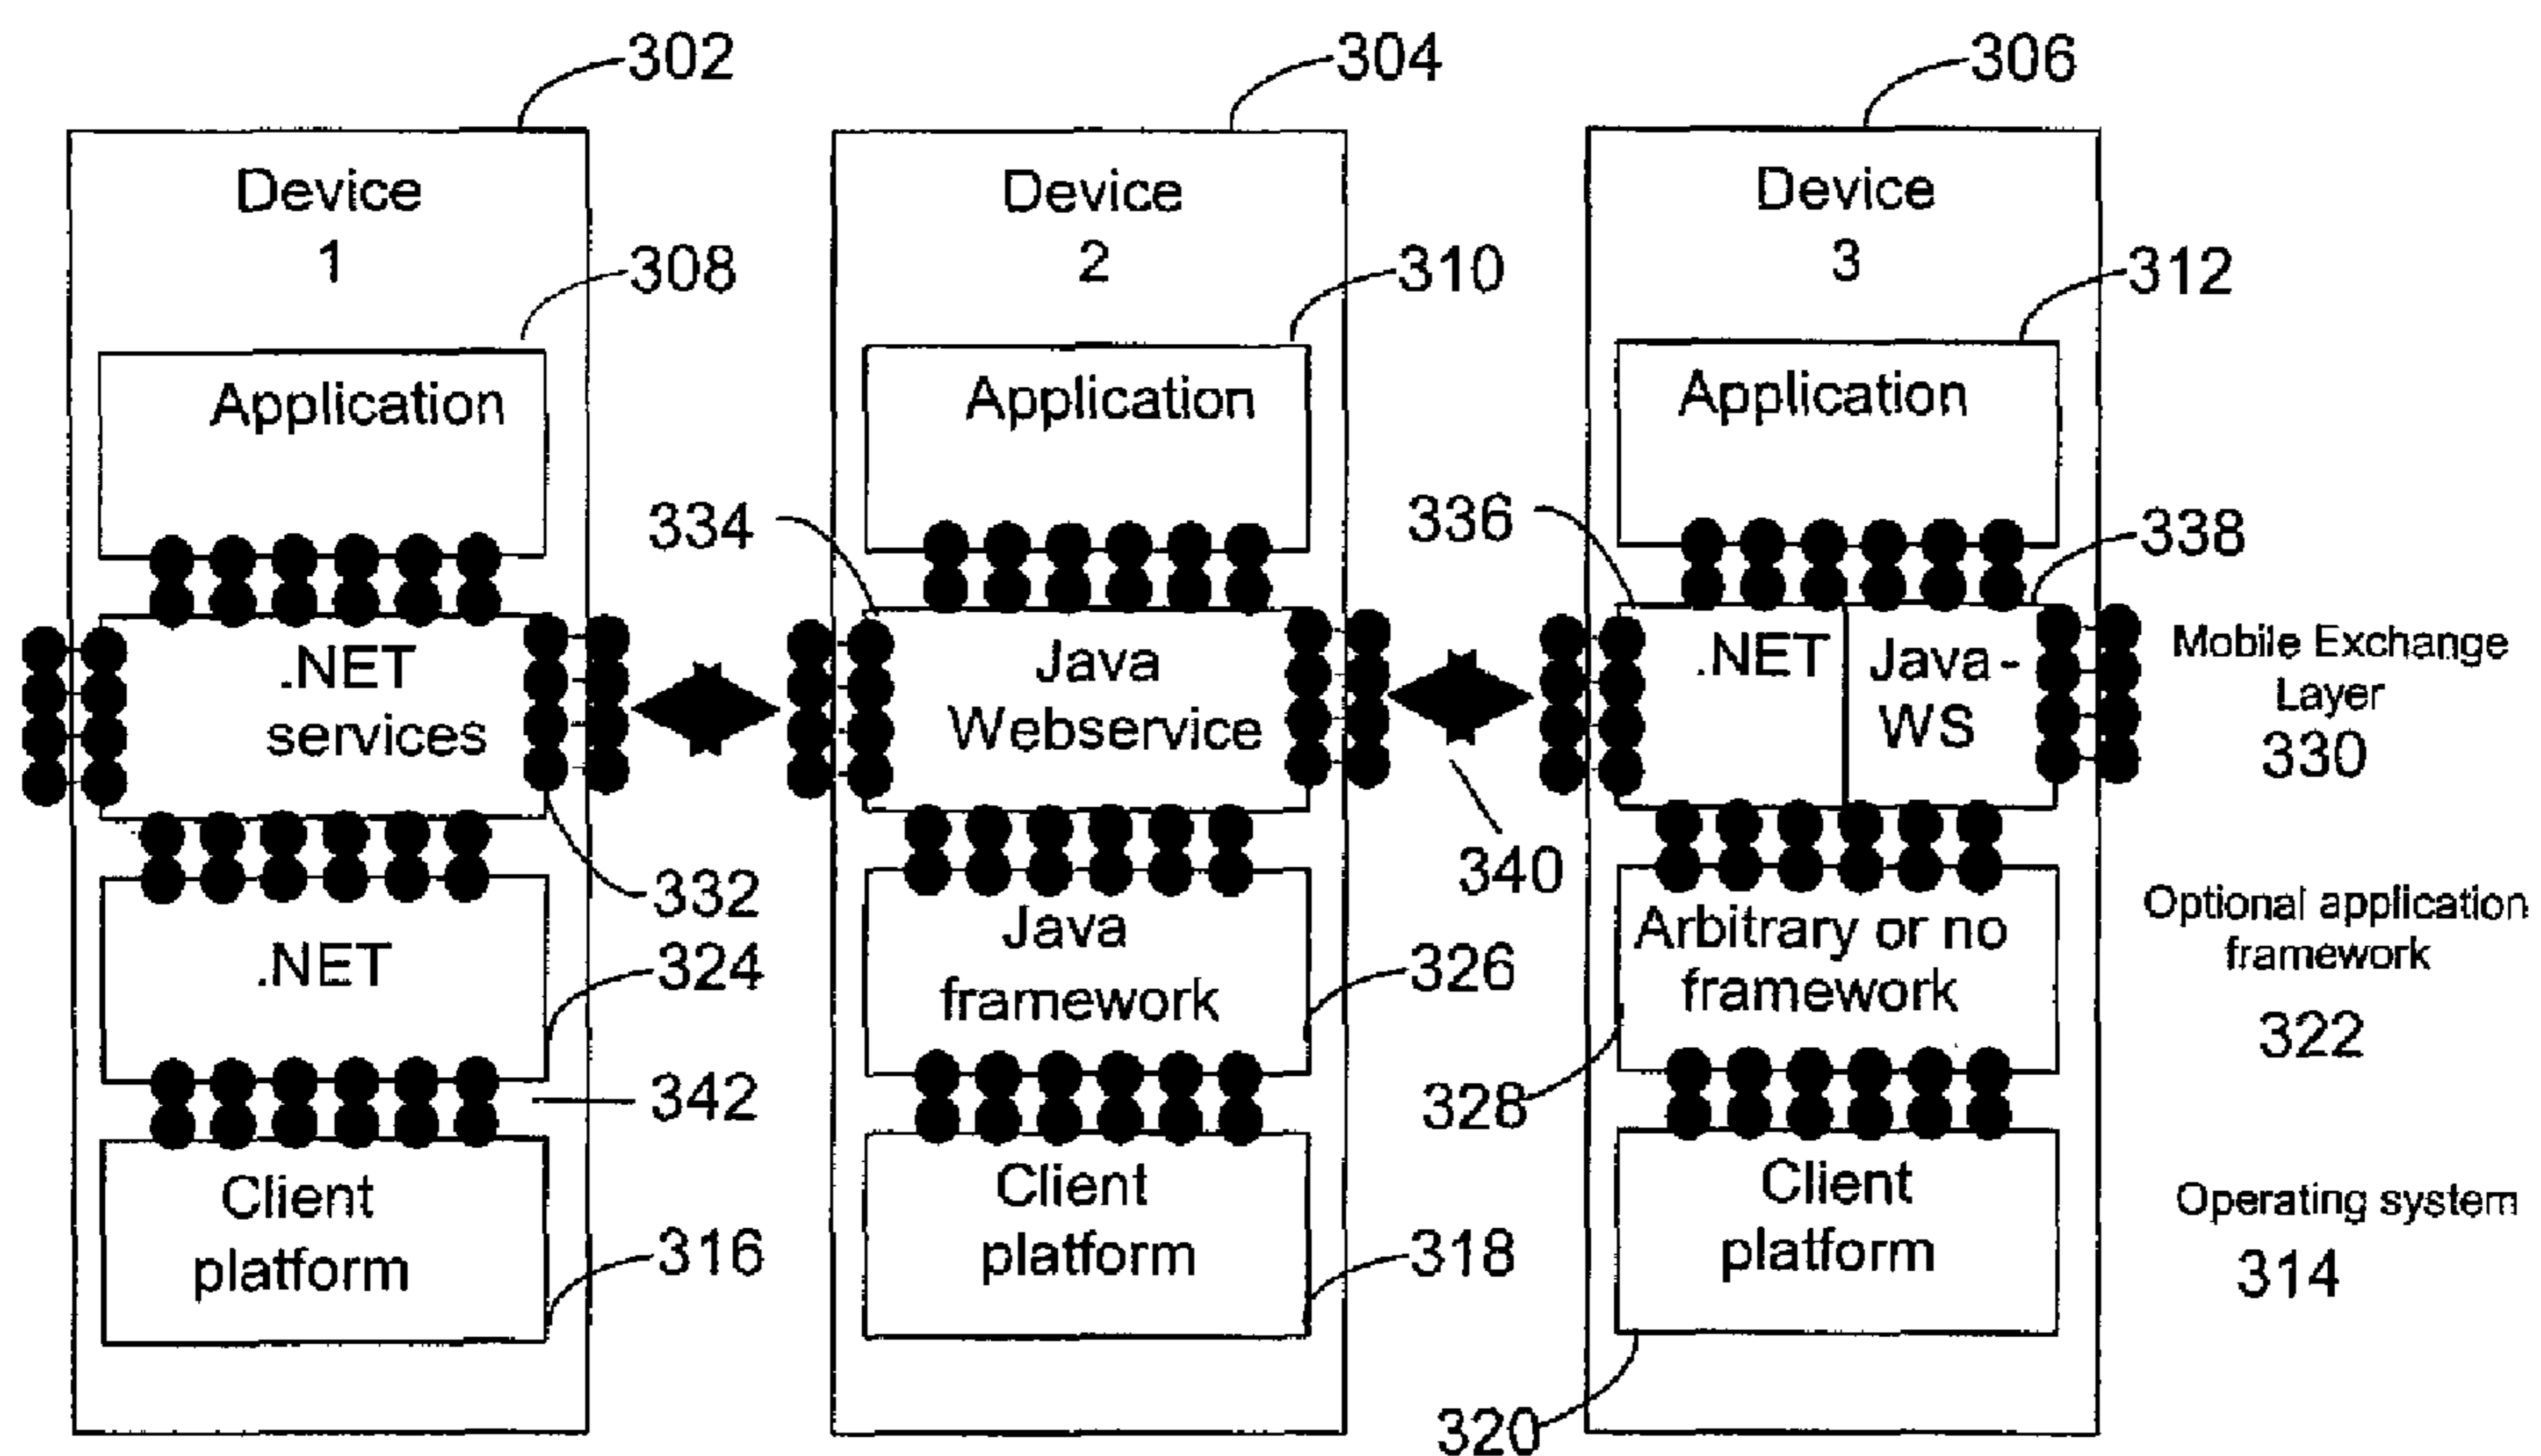 302
304
306
Device
1
Device
2
Device
3
308
310
312
Application
Application
Application
334
336
338
.NET
services
Java
Webservice
.NET
Java-
WS
Mobile Exchange
Layer
330
332
340
.NET
324
Java
framework
326
Arbitrary or no
framework
328
Optional application
framework
322
342
Client
platform
316
Client
platform
318
Client
platform
320
Operating system
314